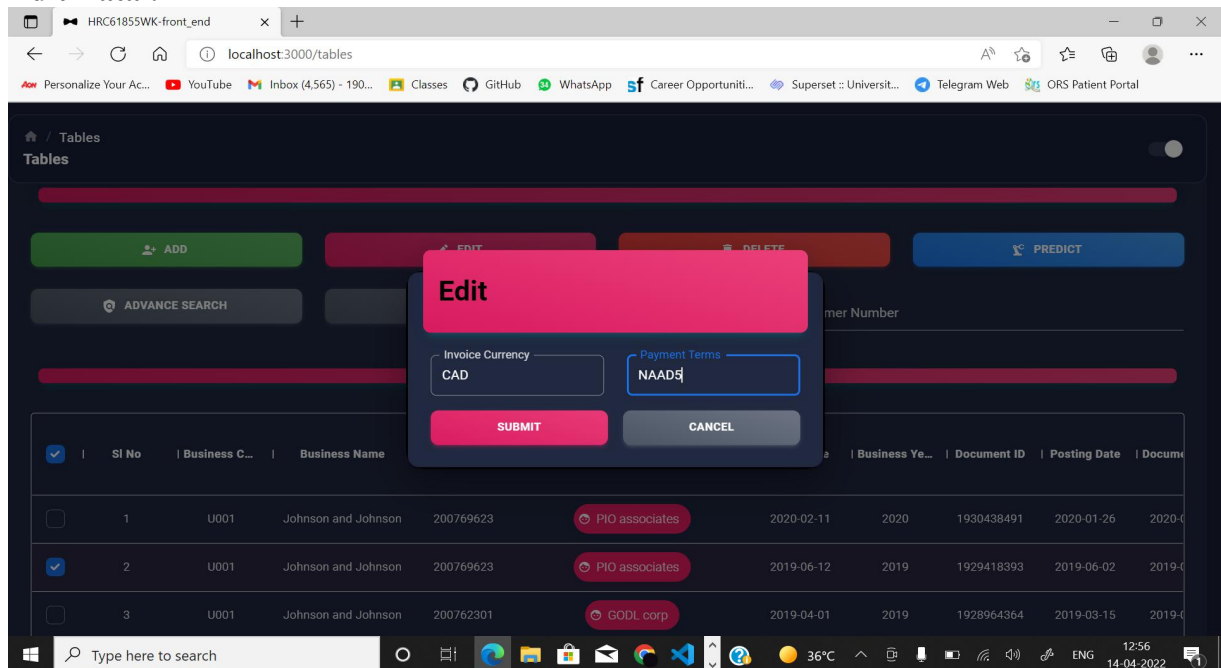 HRC61855WK-front_end
localhost:3000/tables
Personalize Your Ac... YouTube Inbox (4,565) - 190... Classes GitHub WhatsApp Career Opportuniti... Superset :: Universit... Telegram Web ORS Patient Portal
/ Tables
Tables
ADD EDIT DELETE PREDICT
ADVANCE SEARCH mer Number
Edit
Invoice Currency Payment Terms
CAD NAAD5
SUBMIT CANCEL
| Sl No | Business C... | Business Name | Business Ye... | Document ID | Posting Date | Docume
1 U001 Johnson and Johnson 200769623 PIO associates 2020-02-11 2020 1930438491 2020-01-26 2020-0
2 U001 Johnson and Johnson 200769623 PIO associates 2019-06-12 2019 1929418393 2019-06-02 2019-0
3 U001 Johnson and Johnson 200762301 GODL corp 2019-04-01 2019 1928964364 2019-03-15 2019-0
Type here to search 36°C ENG 12:56
14-04-2022